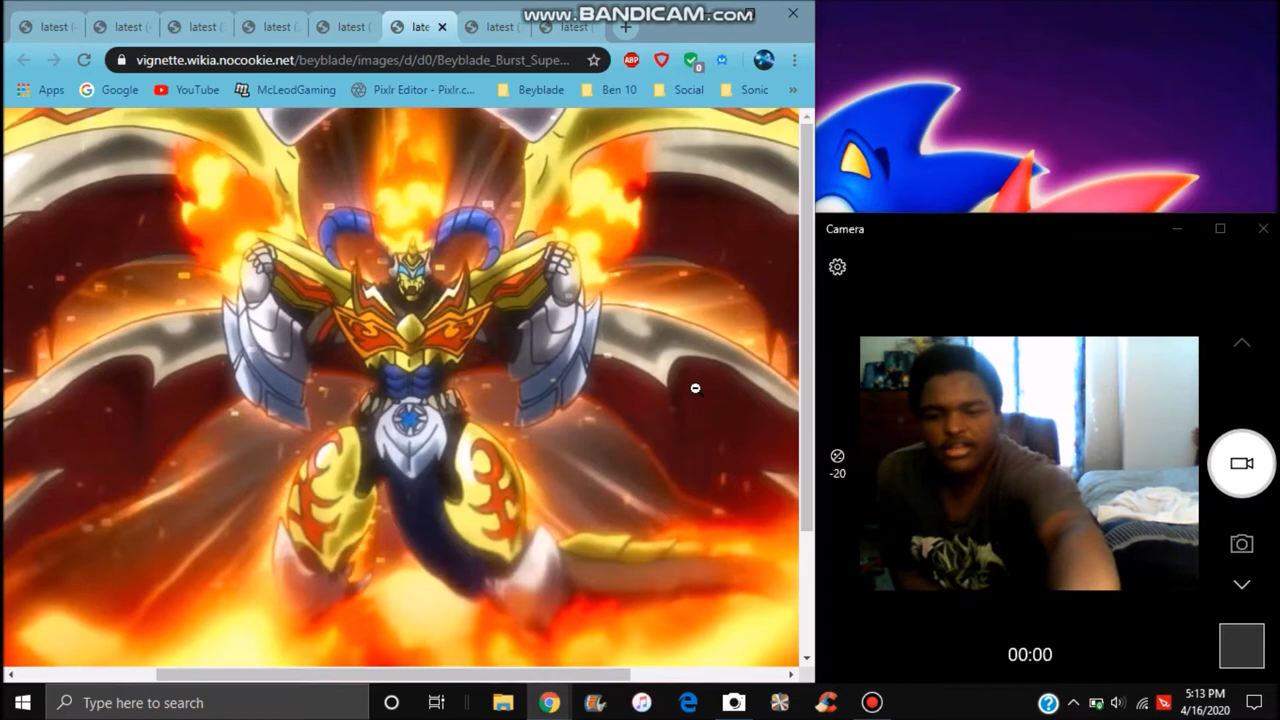 www.BANDICAM.com
latest (
latest (
latest (
latest (
latest (
late
latest (
latest (
vignette.wikia.nocookie.net/beyblade/images/d/d0/Beyblade_Burst_Supe...
ABP
0
Apps
Google
YouTube
McLeodGaming
Pixlr Editor - Pixlr.c...
Beyblade
Ben 10
Social
Sonic
Camera
-20
00:00
Type here to search
5:13 PM
4/16/2020